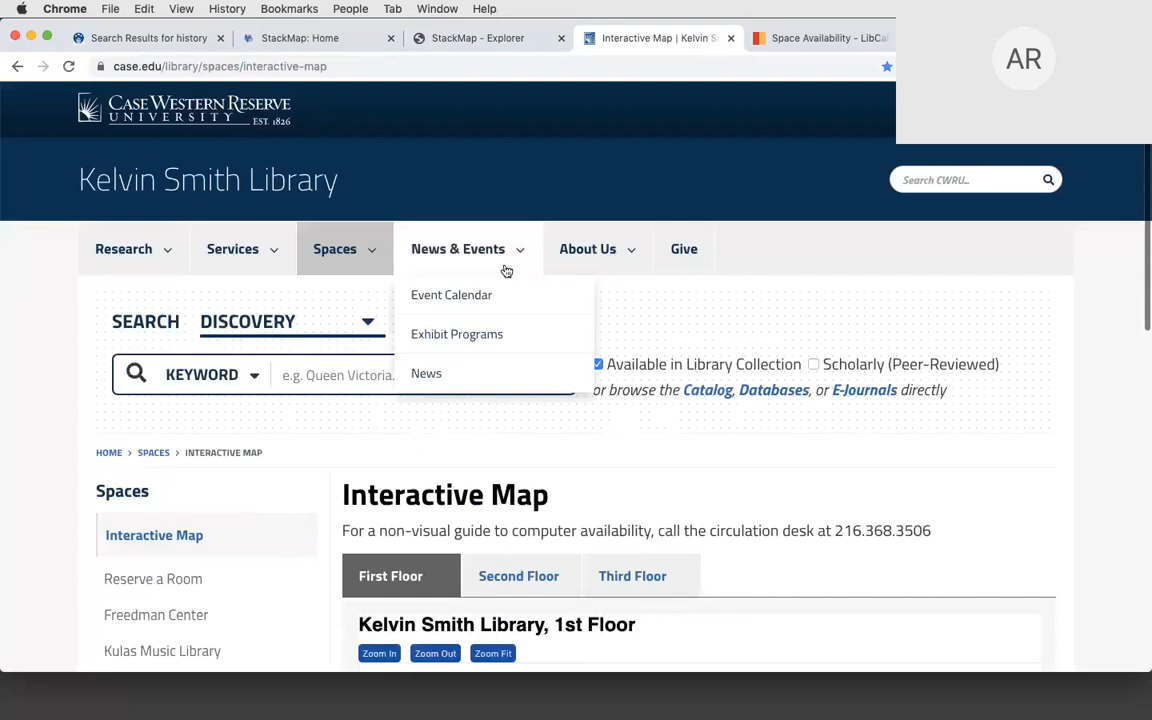 Chrome File Edit View History Bookmarks People Tab Window Help
Search Results for history
StackMap: Home
StackMap - Explorer
Interactive Map | Kelvin S
Space Availability - LibCa
AR
case.edu/library/spaces/interactive-map
CASE WESTERN RESERVE
UNIVERSITY EST. 1826
Kelvin Smith Library
Search CWRU...
Research Services Spaces News & Events About Us Give
Event Calendar
Exhibit Programs
News
SEARCH DISCOVERY
KEYWORD e.g. Queen Victoria.
Available in Library Collection Scholarly (Peer-Reviewed)
or browse the Catalog, Databases, or E-Journals directly
HOME > SPACES > INTERACTIVE MAP
Spaces
Interactive Map
Reserve a Room
Freedman Center
Kulas Music Library
Interactive Map
For a non-visual guide to computer availability, call the circulation desk at 216.368.3506
First Floor Second Floor Third Floor
Kelvin Smith Library, 1st Floor
Zoom In Zoom Out Zoom Fit